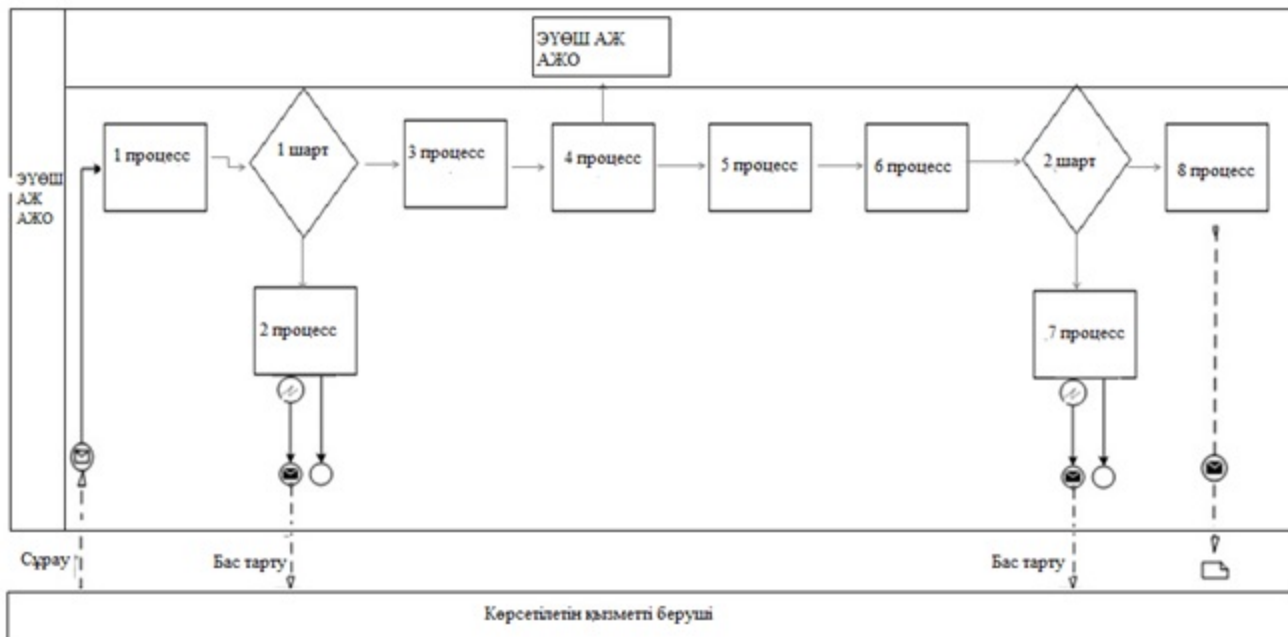 ЭҮӨШ АЖ
АЖО
ЭҮӨШ
АЖ
АЖО
1 процесс
1 шарт
3 процесс
4 процесс
5 процесс
6 процесс
2 шарт
8 процесс
2 процесс
7 процесс
Сұрау
Бас тарту
Бас тарту
Көрсетілетін қызметті беруші